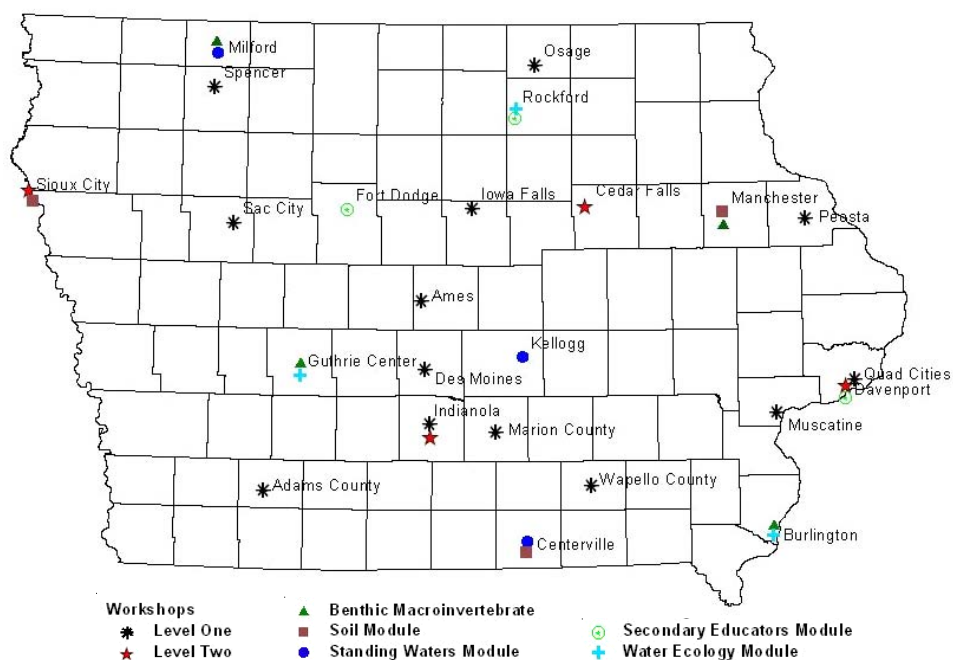 Milford
Osage
Spencer
Rockford
Sioux City
Fort Dodge
Iowa Falls
Cedar Falls
Manchester
Sac City
Peosta
Ames
Kellogg
Guthrie Center
Des Moines
Quad Cities
Davenport
Indianola
Marion County
Muscatine
Adams County
Wapello County
Centerville
Burlington
Workshops
Level One
Level Two
Benthic Macroinvertebrate
Soil Module
Standing Waters Module
Secondary Educators Module
Water Ecology Module